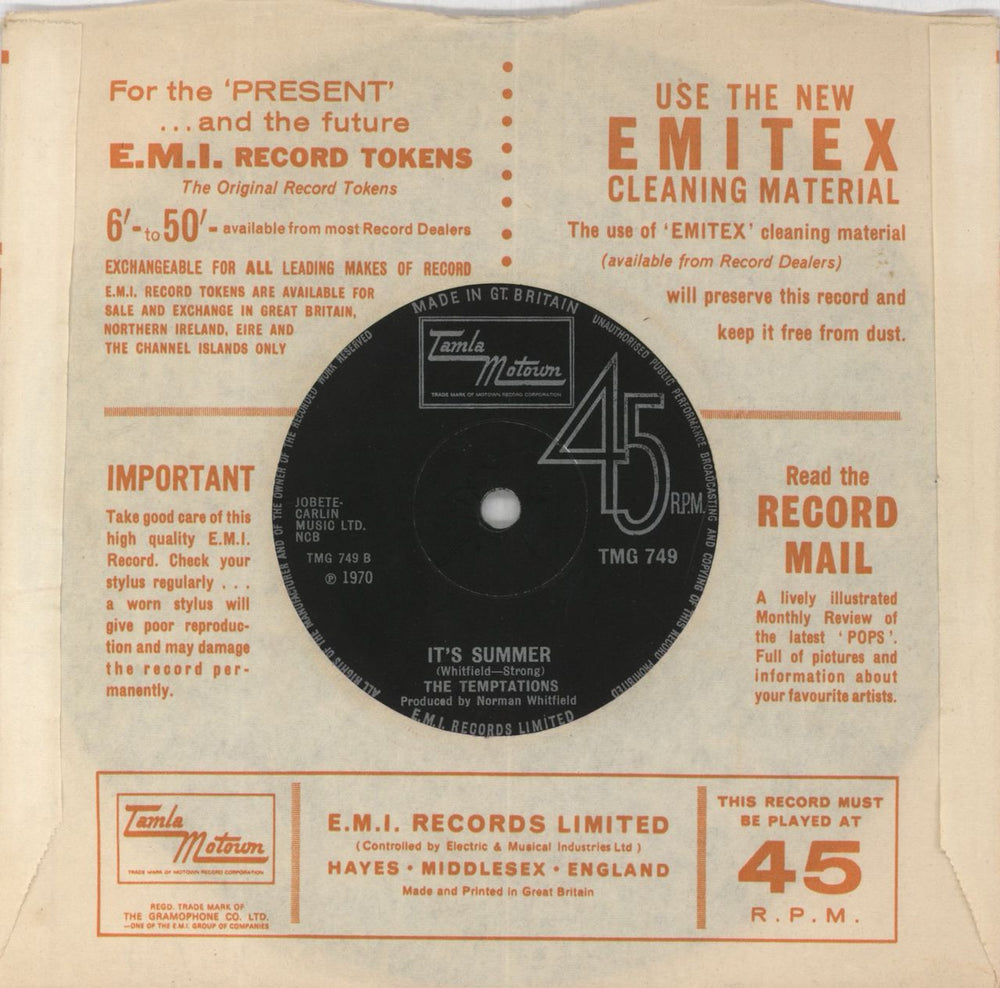 For the 'PRESENT'
...and the future
E.M.I. RECORD TOKENS
The Original Record Tokens
6/- to 50/- available from most Record Dealers
EXCHANGEABLE FOR ALL LEADING MAKES OF RECORD
E.M.I. RECORD TOKENS ARE AVAILABLE FOR
SALE AND EXCHANGE IN GREAT BRITAIN,
NORTHERN IRELAND, EIRE AND
THE CHANNEL ISLANDS ONLY
USE THE NEW
EMITEX
CLEANING MATERIAL
The use of 'EMITEX' cleaning material
(available from Record Dealers)
will preserve this record and
keep it free from dust.
MADE IN GT. BRITAIN
UNAUTHORISED PUBLIC PERFORMANCE BROADCASTING AND COPYING OF THIS RECORD PROHIBITED
E.M.I. RECORDS LIMITED
ALL RIGHTS OF THE MANUFACTURER AND OF THE OWNER OF THE RECORDED WORK RESERVED
Tamla
Motown
TRADE MARK OF MOTOWN RECORD CORPORATION
45
R.P.M.
JOBETE-
CARLIN
MUSIC LTD.
NCB
TMG 749 B
℗ 1970
TMG 749
IT'S SUMMER
(Whitfield—Strong)
THE TEMPTATIONS
Produced by Norman Whitfield
IMPORTANT
Take good care of this
high quality E.M.I.
Record. Check your
stylus regularly . . .
a worn stylus will
give poor reproduc-
tion and may damage
the record per-
manently.
Read the
RECORD
MAIL
A lively illustrated
Monthly Review of
the latest 'POPS'.
Full of pictures and
information about
your favourite artists.
Tamla
Motown
TRADE MARK OF MOTOWN RECORD CORPORATION
REGD. TRADE MARK OF
THE GRAMOPHONE CO. LTD.
—ONE OF THE E.M.I. GROUP OF COMPANIES
E.M.I. RECORDS LIMITED
(Controlled by Electric & Musical Industries Ltd)
HAYES · MIDDLESEX · ENGLAND
Made and Printed in Great Britain
THIS RECORD MUST
BE PLAYED AT
45
R.P.M.